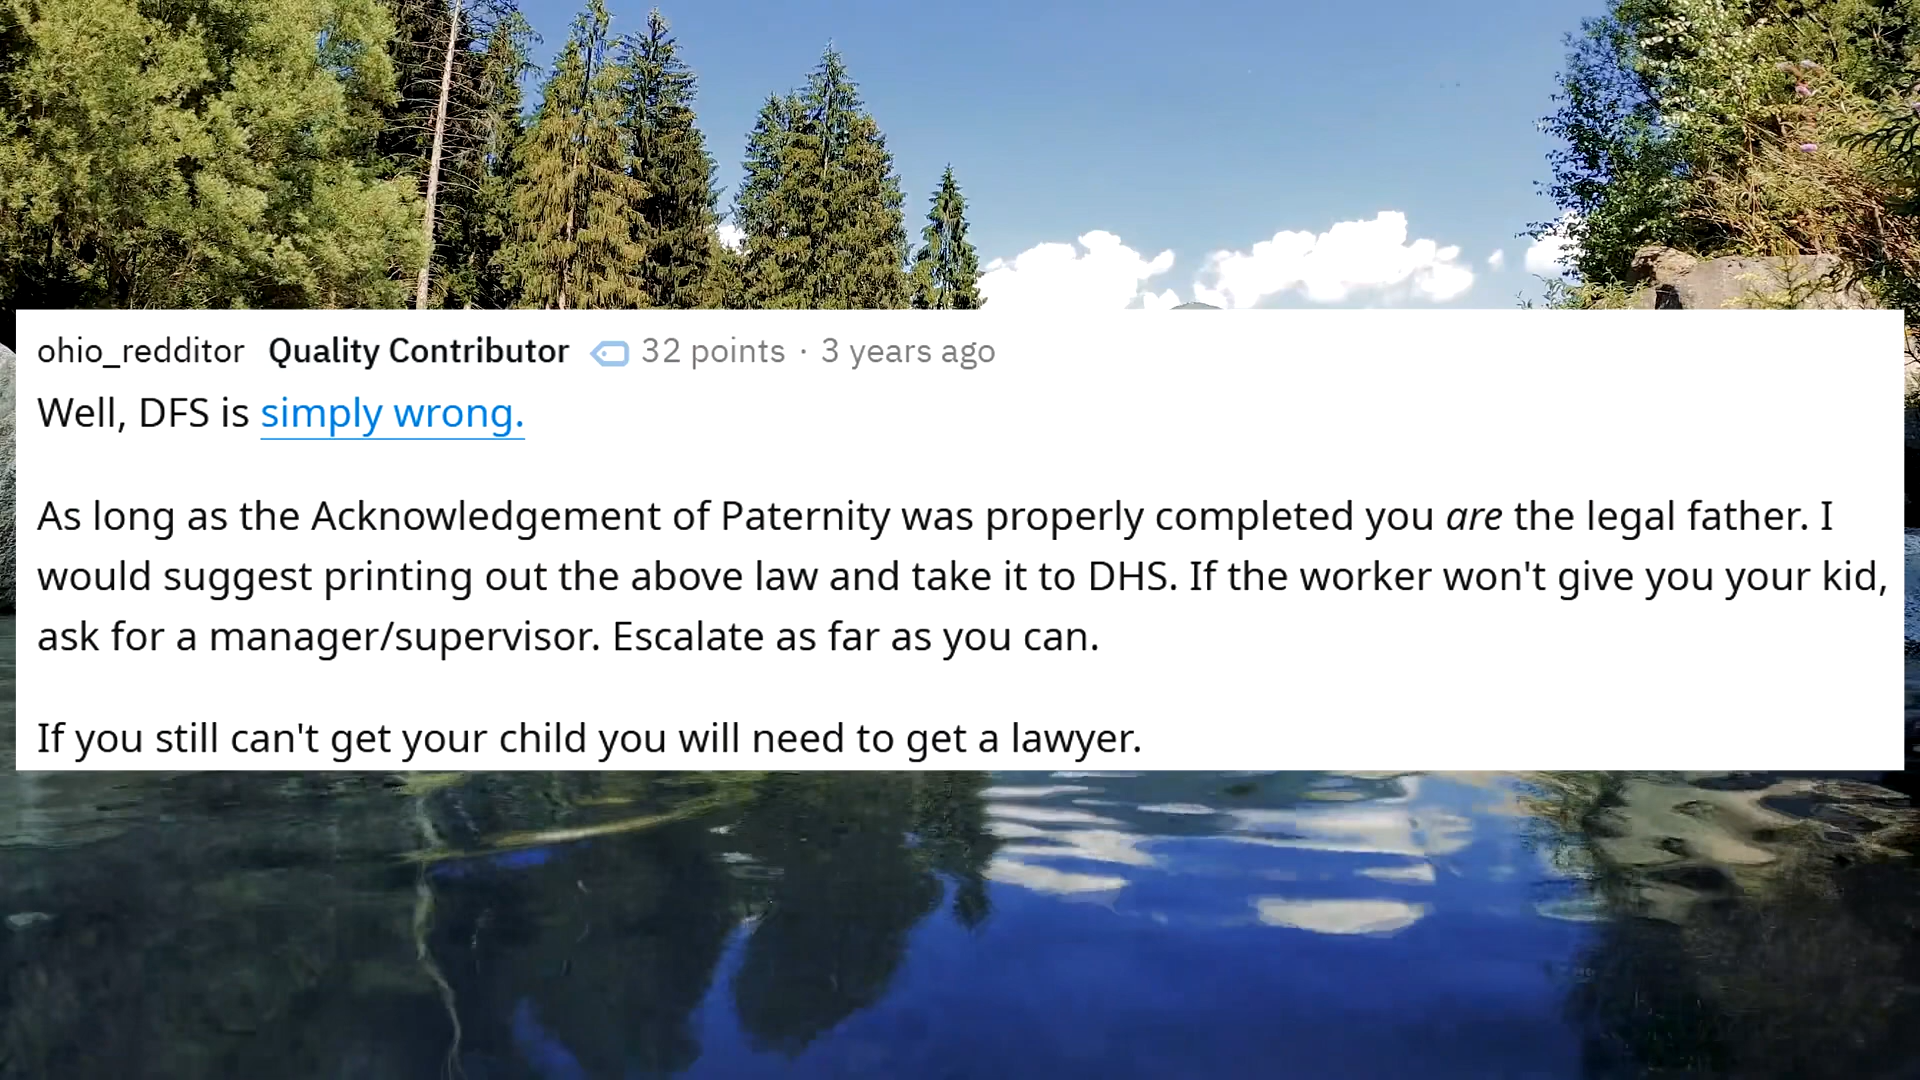 ohio_redditor Quality Contributor 32 points · 3 years ago
Well, DFS is simply wrong.
As long as the Acknowledgement of Paternity was properly completed you are the legal father. I
would suggest printing out the above law and take it to DHS. If the worker won't give you your kid,
ask for a manager/supervisor. Escalate as far as you can.
If you still can't get your child you will need to get a lawyer.